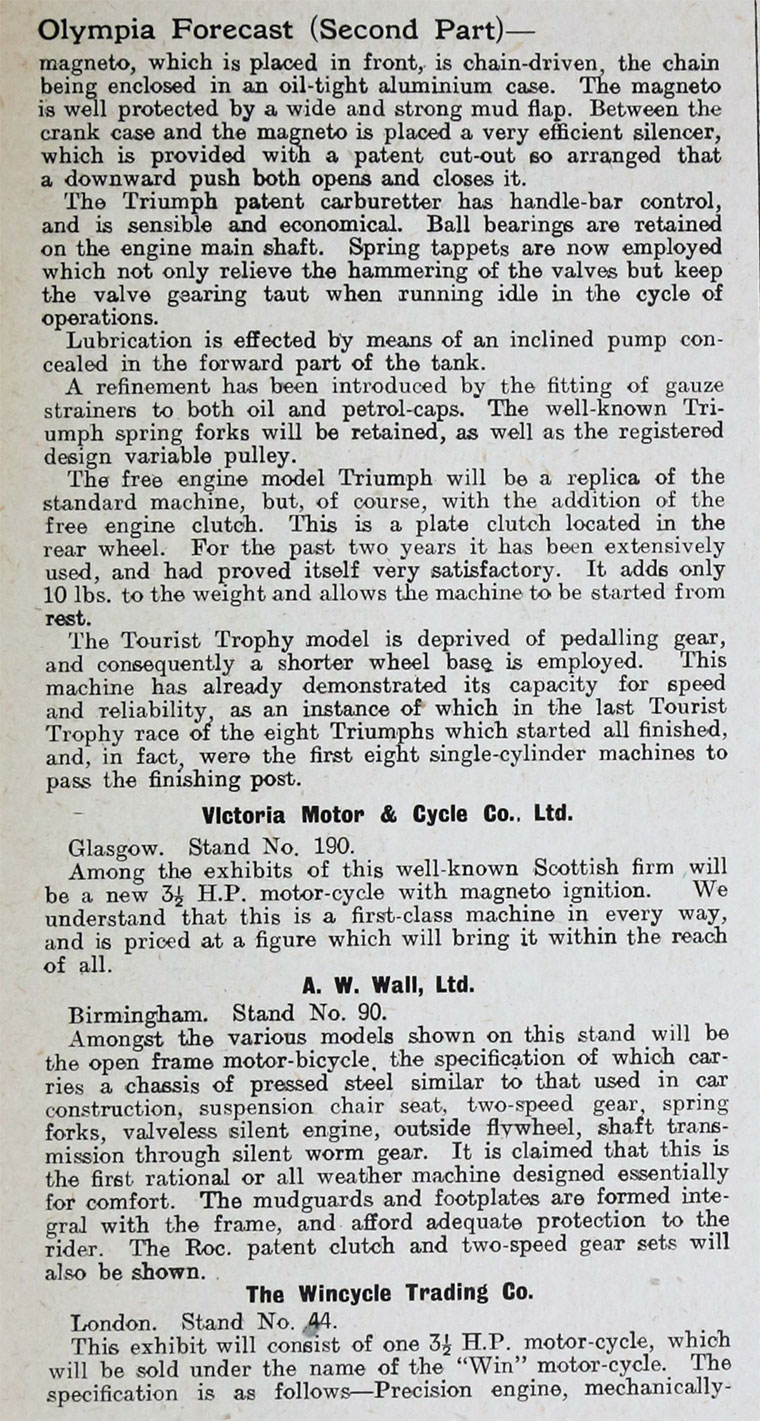 Olympia Forecast (Second Part)—
magneto, which is placed in front, is chain-driven, the chain
being enclosed in an oil-tight aluminium case. The magneto
is well protected by a wide and strong mud flap. Between the
crank case and the magneto is placed a very efficient silencer,
which is provided with a patent cut-out so arranged that
a downward push both opens and closes it.
The Triumph patent carburetter has handle-bar control,
and is sensible and economical. Ball bearings are retained
on the engine main shaft. Spring tappets are now employed
which not only relieve the hammering of the valves but keep
the valve gearing taut when running idle in the cycle of
operations.
Lubrication is effected by means of an inclined pump con-
cealed in the forward part of the tank.
A refinement has been introduced by the fitting of gauze
strainers to both oil and petrol-caps. The well-known Tri-
umph spring forks will be retained, as well as the registered
design variable pulley.
The free engine model Triumph will be a replica of the
standard machine, but, of course, with the addition of the
free engine clutch. This is a plate clutch located in the
rear wheel. For the past two years it has been extensively
used, and had proved itself very satisfactory. It adds only
10 lbs. to the weight and allows the machine to be started from
rest.
The Tourist Trophy model is deprived of pedalling gear,
and consequently a shorter wheel base is employed. This
machine has already demonstrated its capacity for speed
and reliability, as an instance of which in the last Tourist
Trophy race of the eight Triumphs which started all finished,
and, in fact, were the first eight single-cylinder machines to
pass the finishing post.
Victoria Motor & Cycle Co., Ltd.
Glasgow. Stand No. 190.
Among the exhibits of this well-known Scottish firm will
be a new 3½ H.P. motor-cycle with magneto ignition. We
understand that this is a first-class machine in every way,
and is priced at a figure which will bring it within the reach
of all.
A. W. Wall, Ltd.
Birmingham. Stand No. 90.
Amongst the various models shown on this stand will be
the open frame motor-bicycle, the specification of which car-
ries a chassis of pressed steel similar to that used in car
construction, suspension chair seat, two-speed gear, spring
forks, valveless silent engine, outside flywheel, shaft trans-
mission through silent worm gear. It is claimed that this is
the first rational or all weather machine designed essentially
for comfort. The mudguards and footplates are formed inte-
gral with the frame, and afford adequate protection to the
rider. The Roc. patent clutch and two-speed gear sets will
also be shown.
The Wincycle Trading Co.
London. Stand No. 44.
This exhibit will consist of one 3½ H.P. motor-cycle, which
will be sold under the name of the "Win" motor-cycle. The
specification is as follows—Precision engine, mechanically-